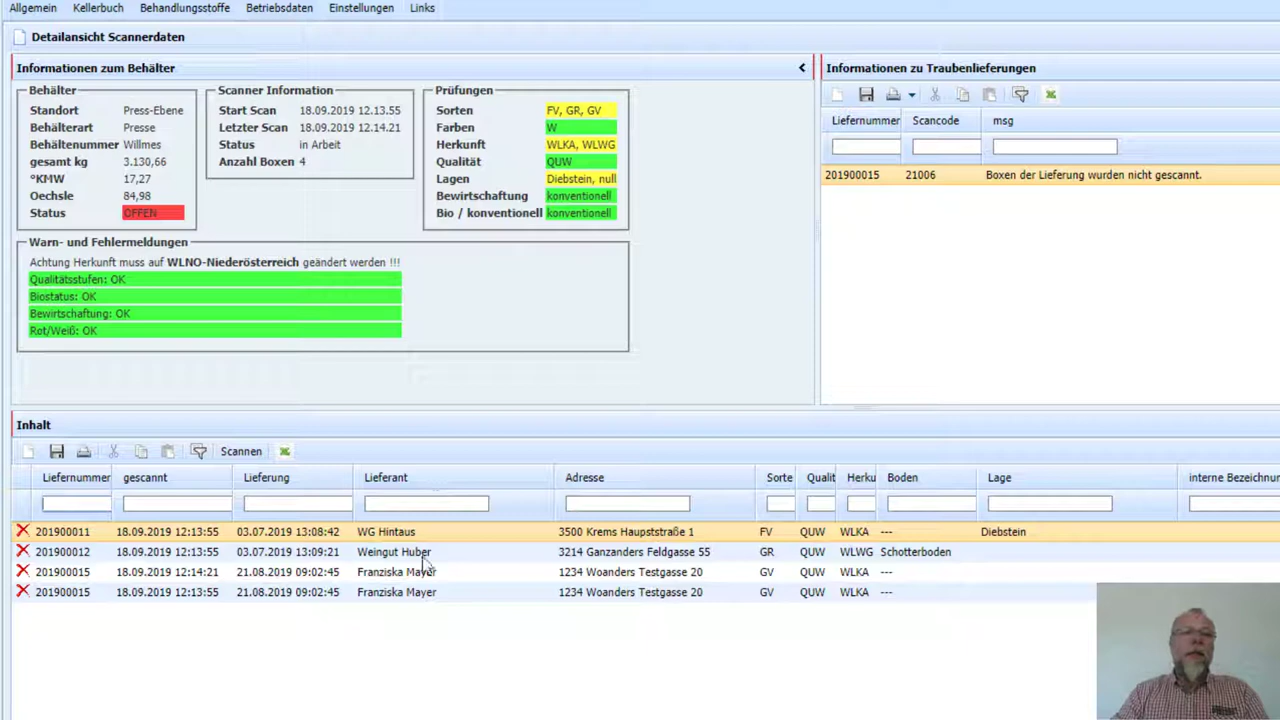 Allgemein Kellerbuch Behandlungsstoffe Betriebsdaten Einstellungen Links
Detailansicht Scannerdaten
Informationen zum Behälter
Behälter
Standort Press-Ebene
Behälterart Presse
Behältenummer Willmes
gesamt kg 3.130,66
°KMW 17,27
Oechsle 84,98
Status OFFEN
Scanner Information
Start Scan 18.09.2019 12.13.55
Letzter Scan 18.09.2019 12.14.21
Status in Arbeit
Anzahl Boxen 4
Prüfungen
Sorten FV, GR, GV
Farben W
Herkunft WLKA, WLWG
Qualität QUW
Lagen Diebstein, null
Bewirtschaftung konventionell
Bio / konventionell konventionell
Warn- und Fehlermeldungen
Achtung Herkunft muss auf WLNO-Niederösterreich geändert werden !!!
Qualitätsstufen: OK
Biostatus: OK
Bewirtschaftung: OK
Rot/Weiß: OK
Informationen zu Traubenlieferungen
Liefernummer Scancode msg
201900015 21006 Boxen der Lieferung wurden nicht gescannt.
Inhalt
Scannen
Liefernummer gescannt Lieferung Lieferant Adresse Sorte Qualit Herku Boden Lage interne Bezeichnung
201900011 18.09.2019 12:13:55 03.07.2019 13:08:42 WG Hintaus 3500 Krems Haupststraße 1 FV QUW WLKA --- Diebstein
201900012 18.09.2019 12:13:55 03.07.2019 13:09:21 Weingut Huber 3214 Ganzanders Feldgasse 55 GR QUW WLWG Schotterboden
201900015 18.09.2019 12:14:21 21.08.2019 09:02:45 Franziska Mayer 1234 Woanders Testgasse 20 GV QUW WLKA ---
201900015 18.09.2019 12:13:55 21.08.2019 09:02:45 Franziska Mayer 1234 Woanders Testgasse 20 GV QUW WLKA ---